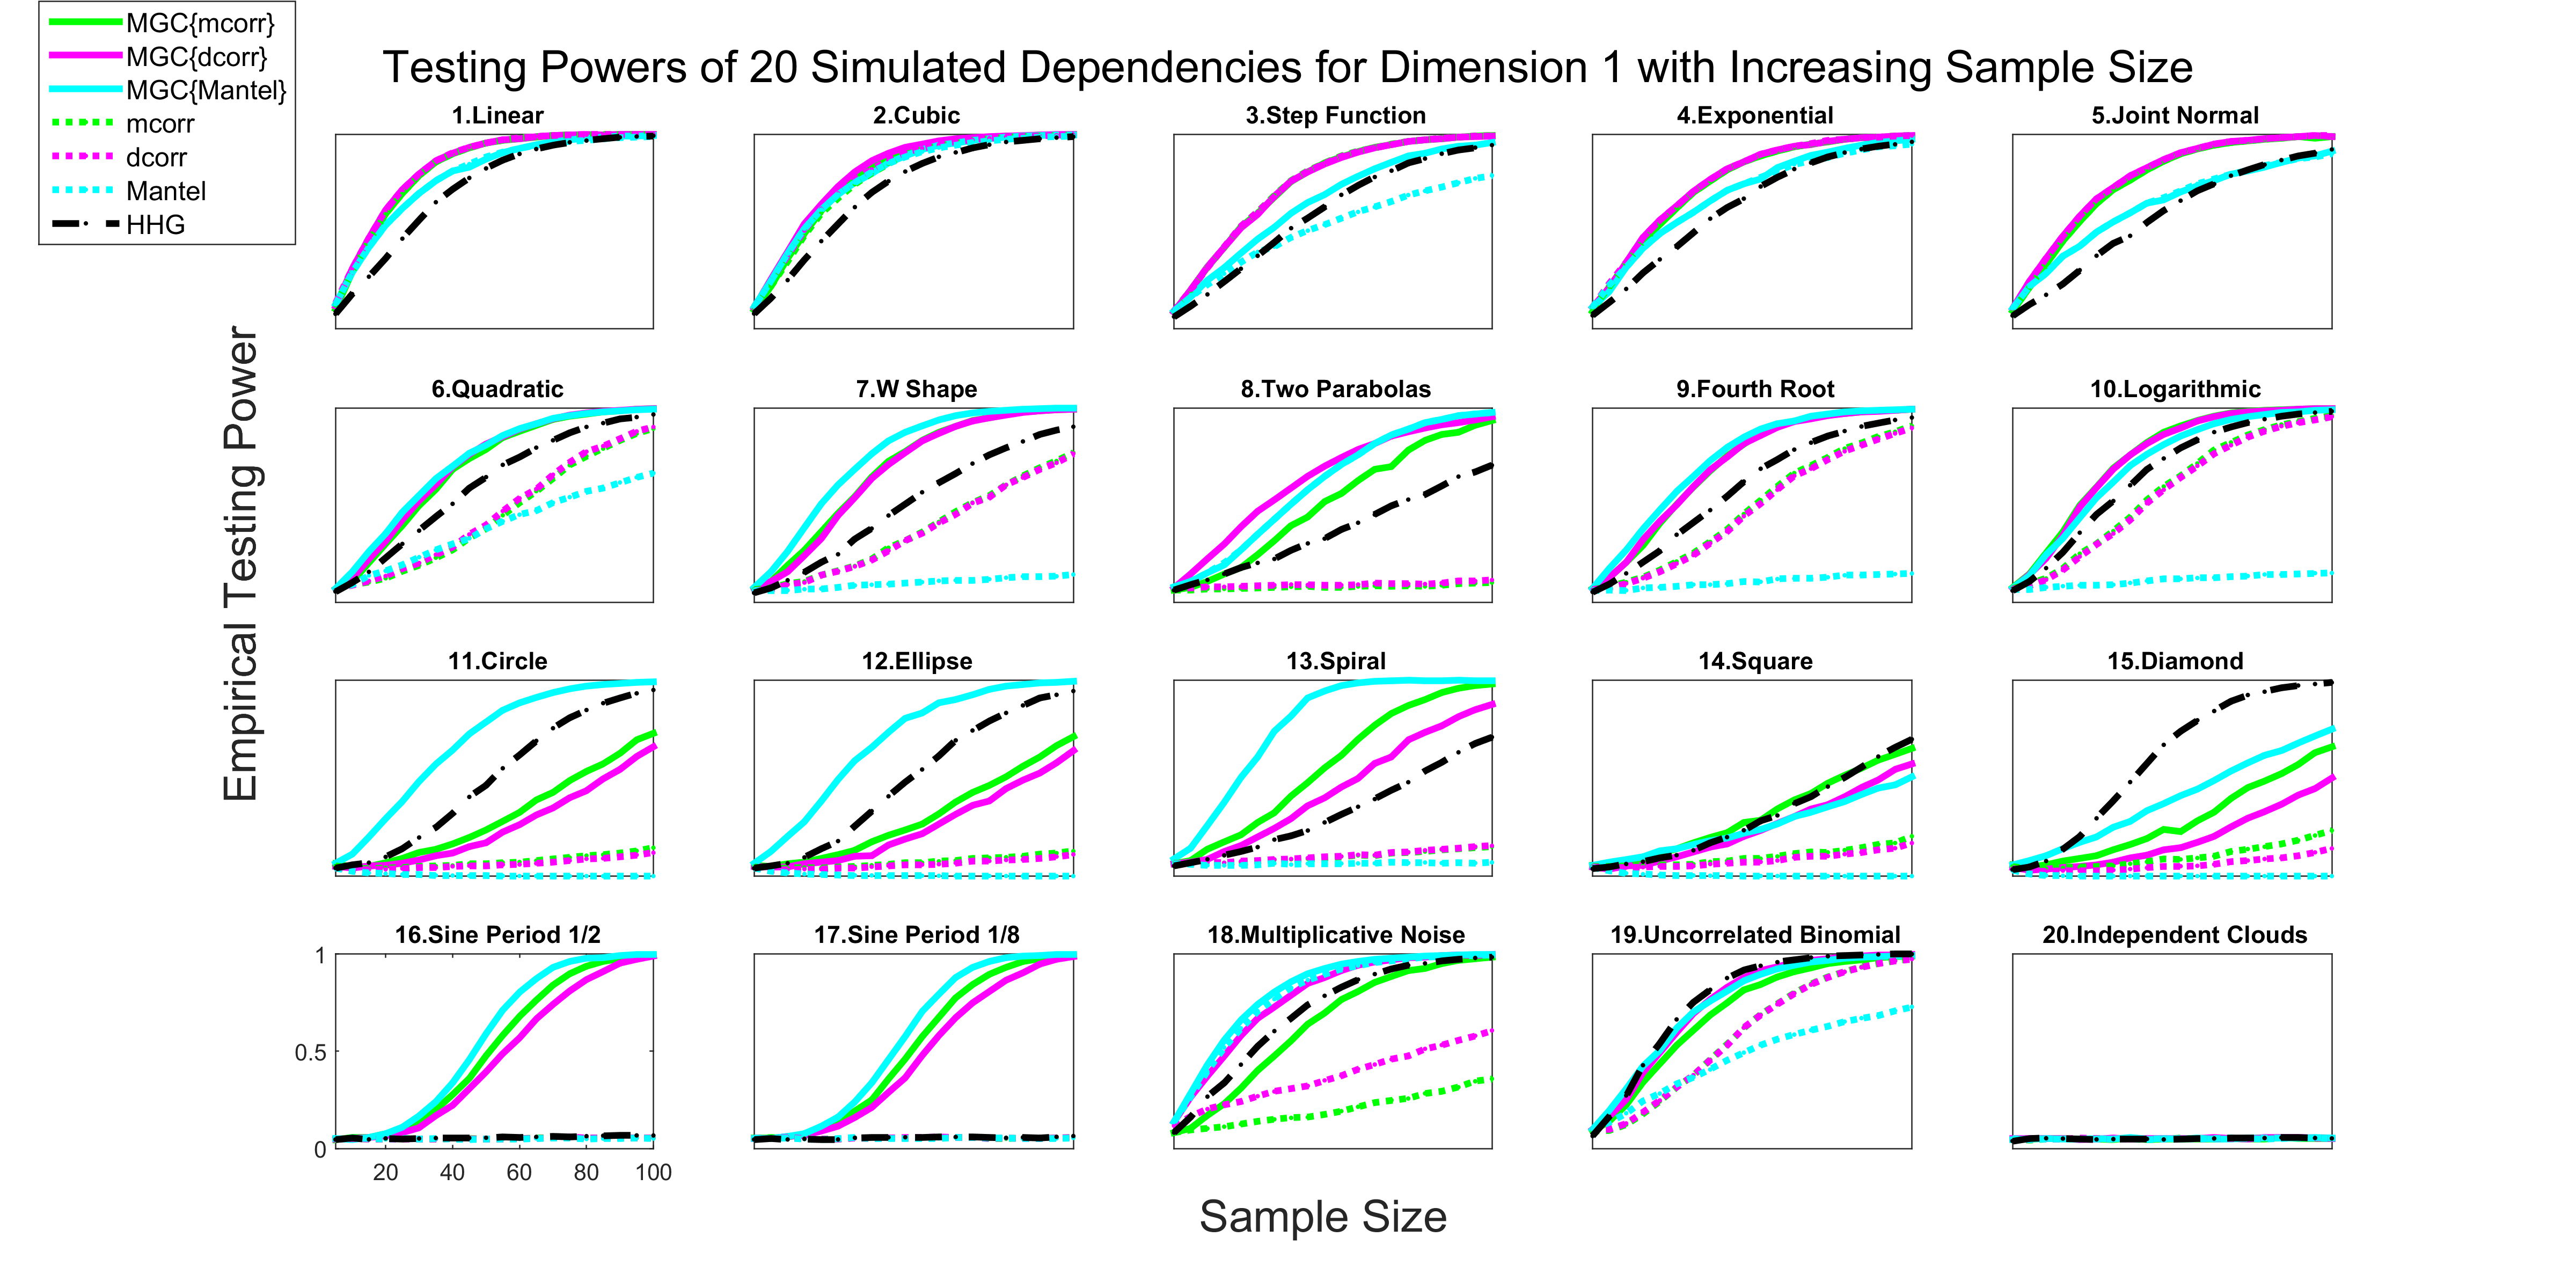 MGC{mcorr}
MGC{dcorr}
MGC{Mantel}
mcorr
dcorr
Mantel
HHG
Testing Powers of 20 Simulated Dependencies for Dimension 1 with Increasing Sample Size
1.Linear
2.Cubic
3.Step Function
4.Exponential
5.Joint Normal
6.Quadratic
7.W Shape
8.Two Parabolas
9.Fourth Root
10.Logarithmic
11.Circle
12.Ellipse
13.Spiral
14.Square
15.Diamond
16.Sine Period 1/2
17.Sine Period 1/8
18.Multiplicative Noise
19.Uncorrelated Binomial
20.Independent Clouds
1
0.5
0
20 40 60 80 100
Empirical Testing Power
Sample Size